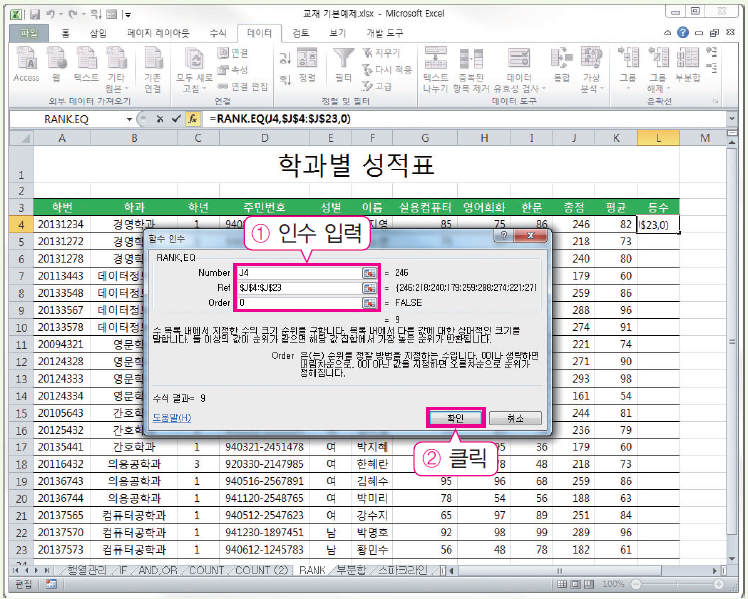 교재 기본예제.xlsx - Microsoft Excel
파일 홈 삽입 페이지 레이아웃 수식 데이터 검토 보기 개발 도구
Access 웹 텍스트 기타 원본 기존 연결 모두 새로 고침 연결 속성 연결 편집 정렬 필터 지우기 다시 적용 고급 텍스트 나누기 중복된 항목 제거 데이터 유효성 검사 통합 가상 분석 그룹 그룹 해제 부분합
외부 데이터 가져오기 연결 정렬 및 필터 데이터 도구 윤곽선
RANK.EQ =RANK.EQ(J4,$J$4:$J$23,0)
A B C D E F G H I J K L M
1 학과별 성적표
2
3 학번 학과 학년 주민번호 성별 이름 실용컴퓨터 영어회화 한문 총점 평균 등수
4 20131234 경영학과 1 85 75 86 246 82 I$23,0)
5 20131272 경영학과 218 73
6 20131278 경영학과 240 80
7 20113443 데이터정보 179 60
8 20133548 데이터정보 259 86
9 20133567 데이터정보 288 96
10 20133578 데이터정보 274 91
11 20094321 영문학 221 74
12 20124328 영문학 271 90
13 20124333 영문학 293 98
14 20124334 영문학 161 54
15 20105643 간호학 244 81
16 20125432 간호학 236 79
17 20135441 간호학과 1 940321-2451478 여 박지혜 36 179 60
18 20116432 의용공학과 3 920330-2147985 여 한혜란 78 48 218 73
19 20136743 의용공학과 1 940516-2567891 여 김혜수 95 96 68 259 86
20 20136744 의용공학과 1 941120-2548765 여 박미리 78 54 56 188 63
21 20137565 컴퓨터공학과 1 940512-2547623 여 강수지 65 97 89 251 84
22 20137570 컴퓨터공학과 1 941230-1897451 남 박명호 92 98 99 289 96
23 20137573 컴퓨터공학과 1 940612-1245783 남 황민수 56 48 78 182 61
함수 인수
① 인수 입력
RANK.EQ
Number J4 = 246
Ref $J$4:$J$23 = {246;218;240;179;259;288;274;221;271
Order 0 = FALSE
= 9
수 목록 내에서 지정한 수의 크기 순위를 구합니다. 목록 내에서 다른 값에 대한 상대적인 크기를
말합니다. 둘 이상의 값이 순위가 같으면 해당 값 집합에서 가장 높은 순위가 반환됩니다.
Order 은(는) 순위를 정할 방법을 지정하는 수입니다. 0이나 생략하면
내림차순으로, 0이 아닌 값을 지정하면 오름차순으로 순위가
정해집니다.
수식 결과= 9
도움말(H) 확인 취소
② 클릭
행열관리 IF AND,OR COUNT COUNT (2) RANK 부분합 스파크라인
편집 100%